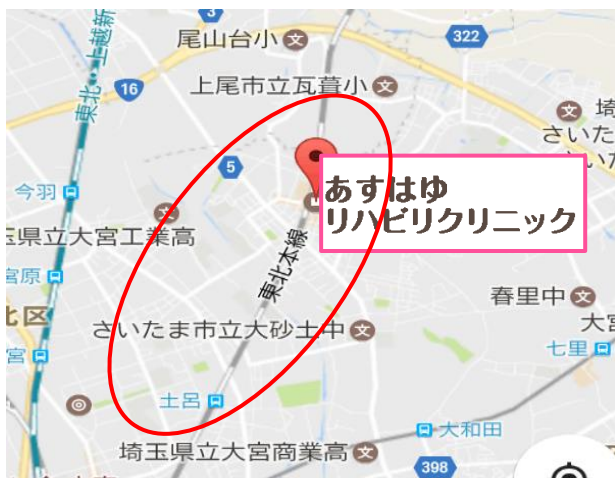 3
尾山台小
322
東北・上越新
16
上尾市立瓦葺小
埼
さいた
5
あすはゆ
リハビリクリニック
今羽
玉県立大宮工業高
東北本線
宮原
春里中
北区
大宮
さいたま市立大砂土中
七里
宮
土呂
大和田
埼玉県立大宮商業高
398